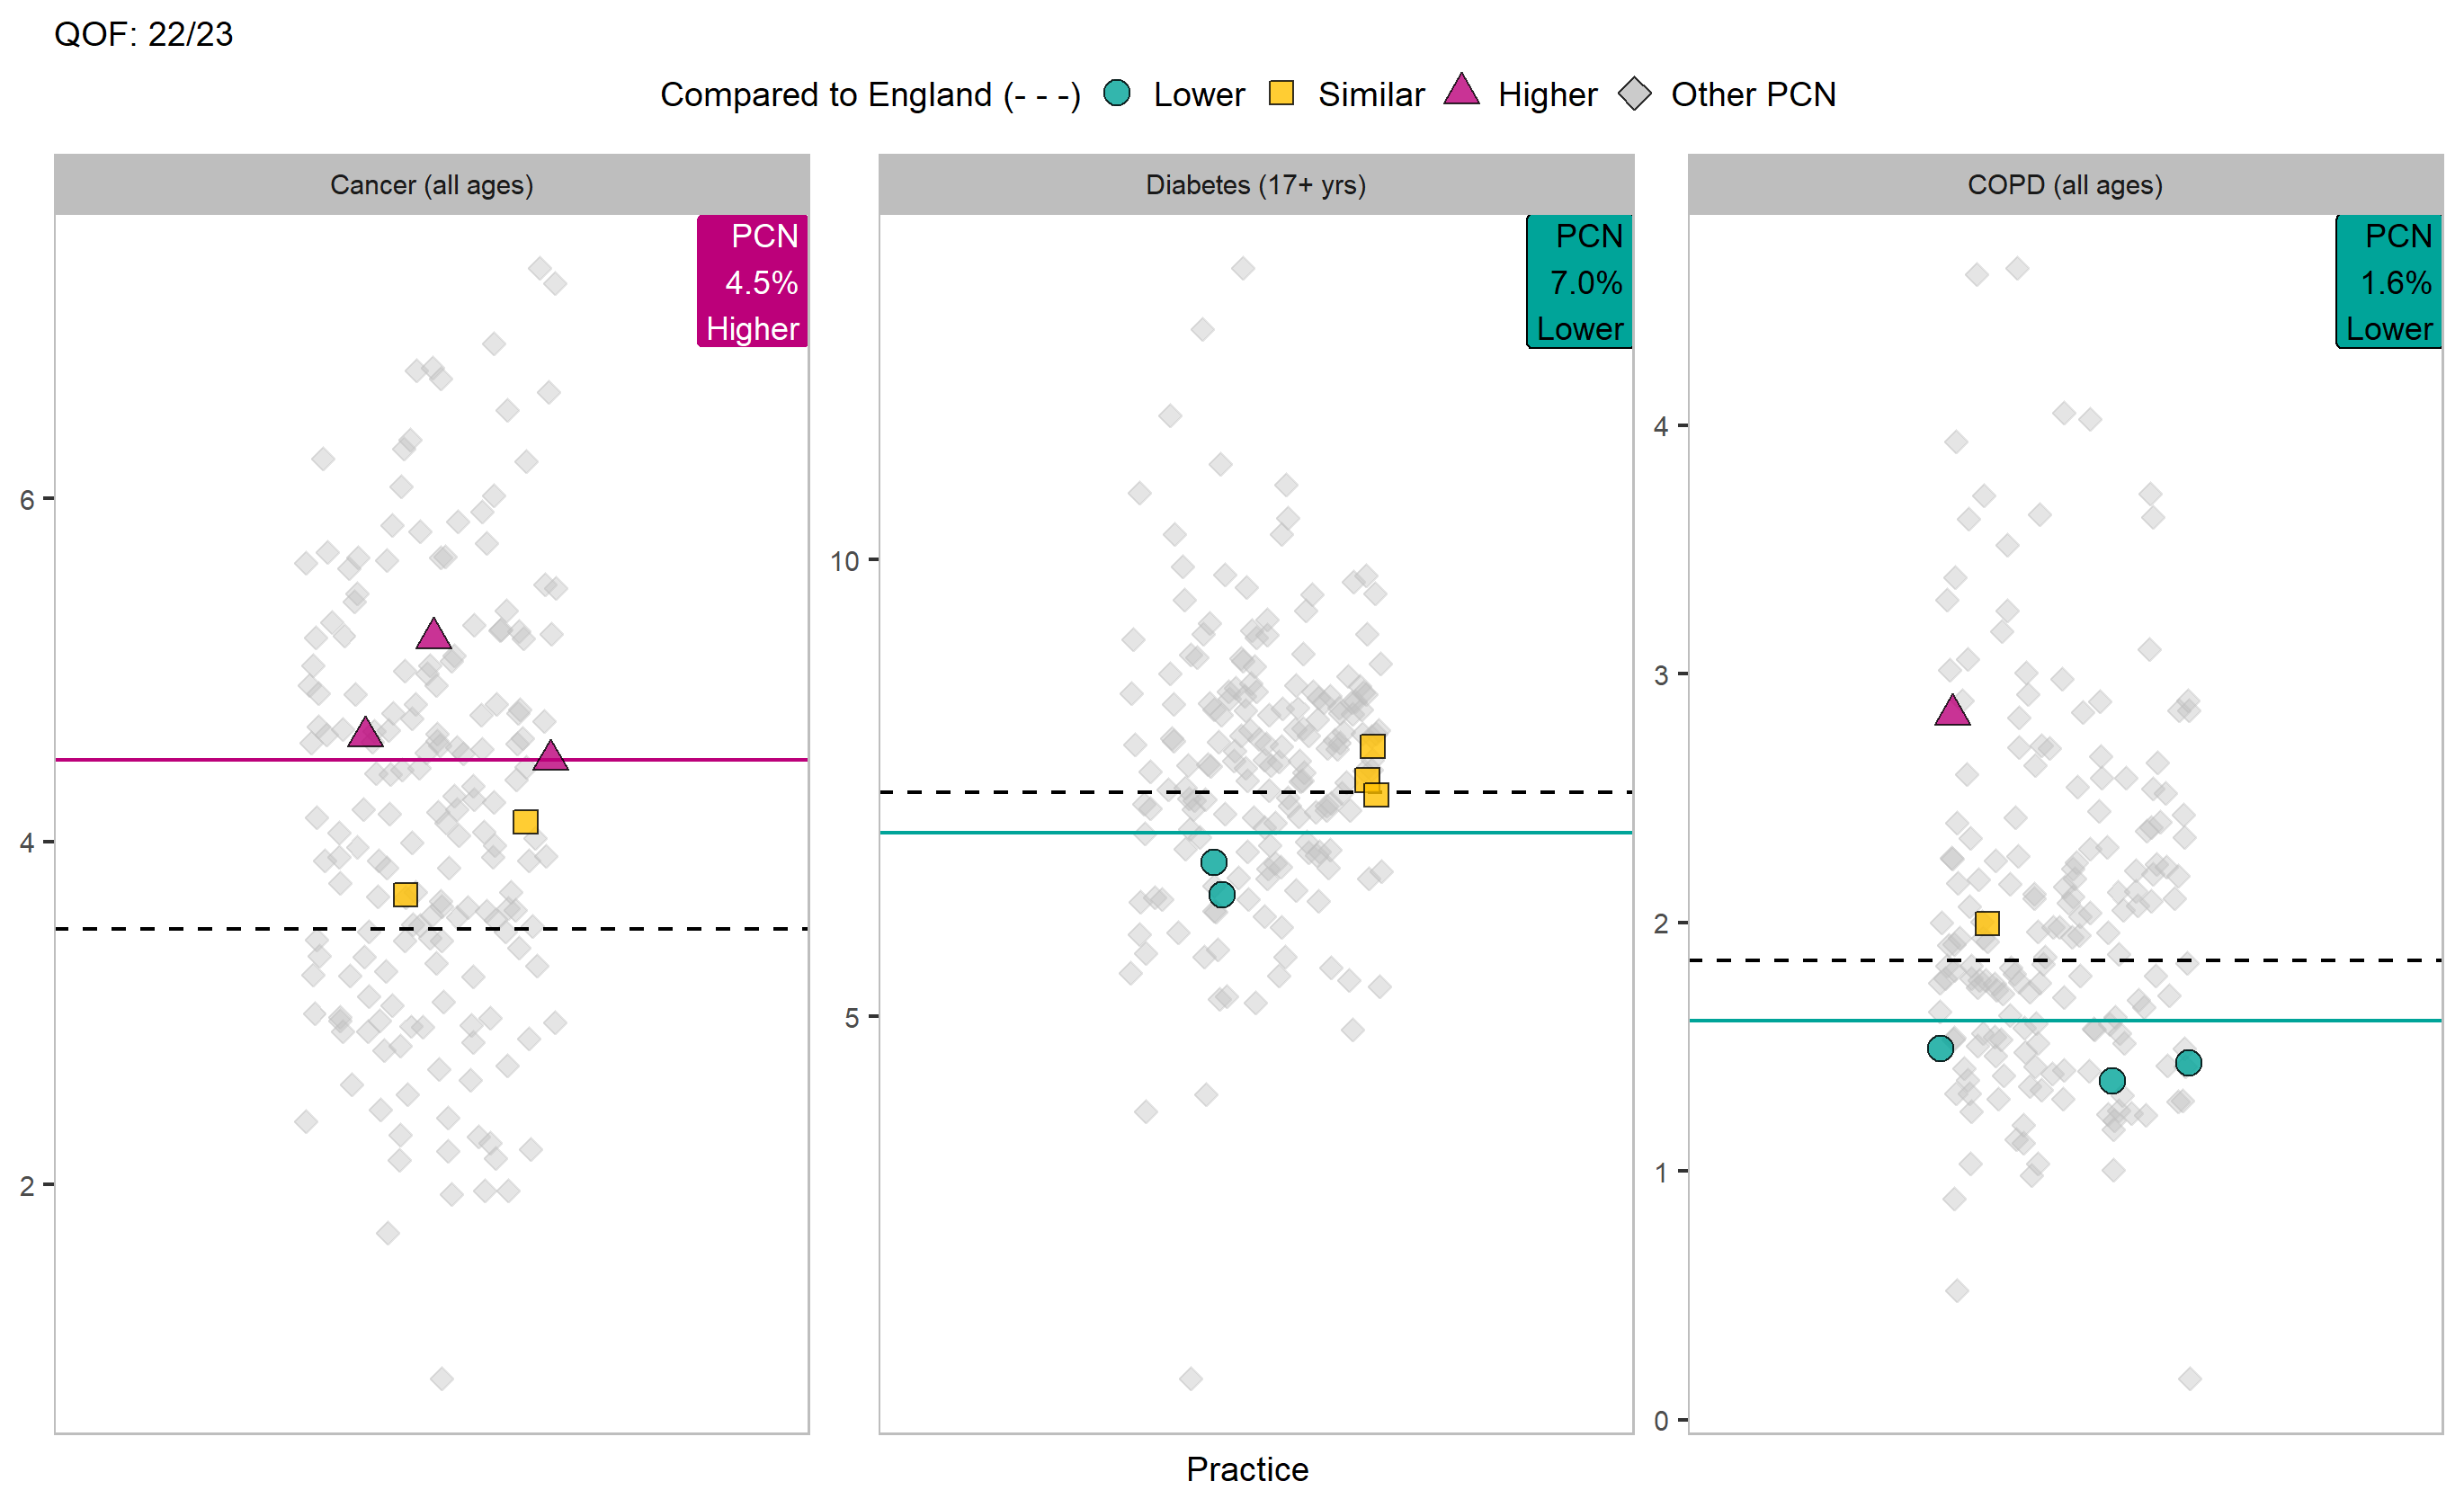 QOF: 22/23
Compared to England (- - -) Lower Similar Higher Other PCN
Cancer (all ages)
PCN
4.5%
Higher
6
4
2
Diabetes (17+ yrs)
PCN
7.0%
Lower
10
5
COPD (all ages)
PCN
1.6%
Lower
4
3
2
1
0
Practice